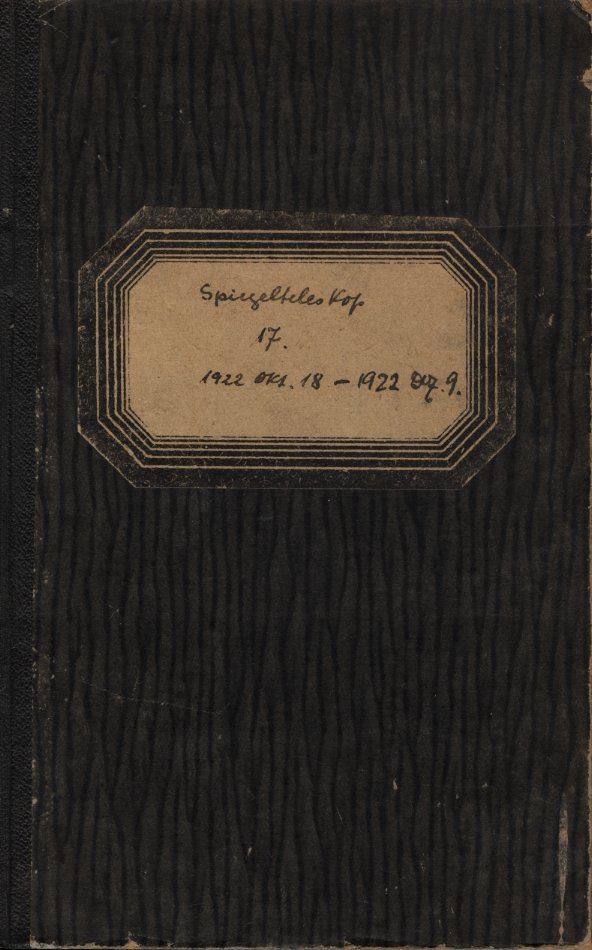 Spiegelteleskop
17.
1922 Okt. 18 – 1922 Dez. 9.